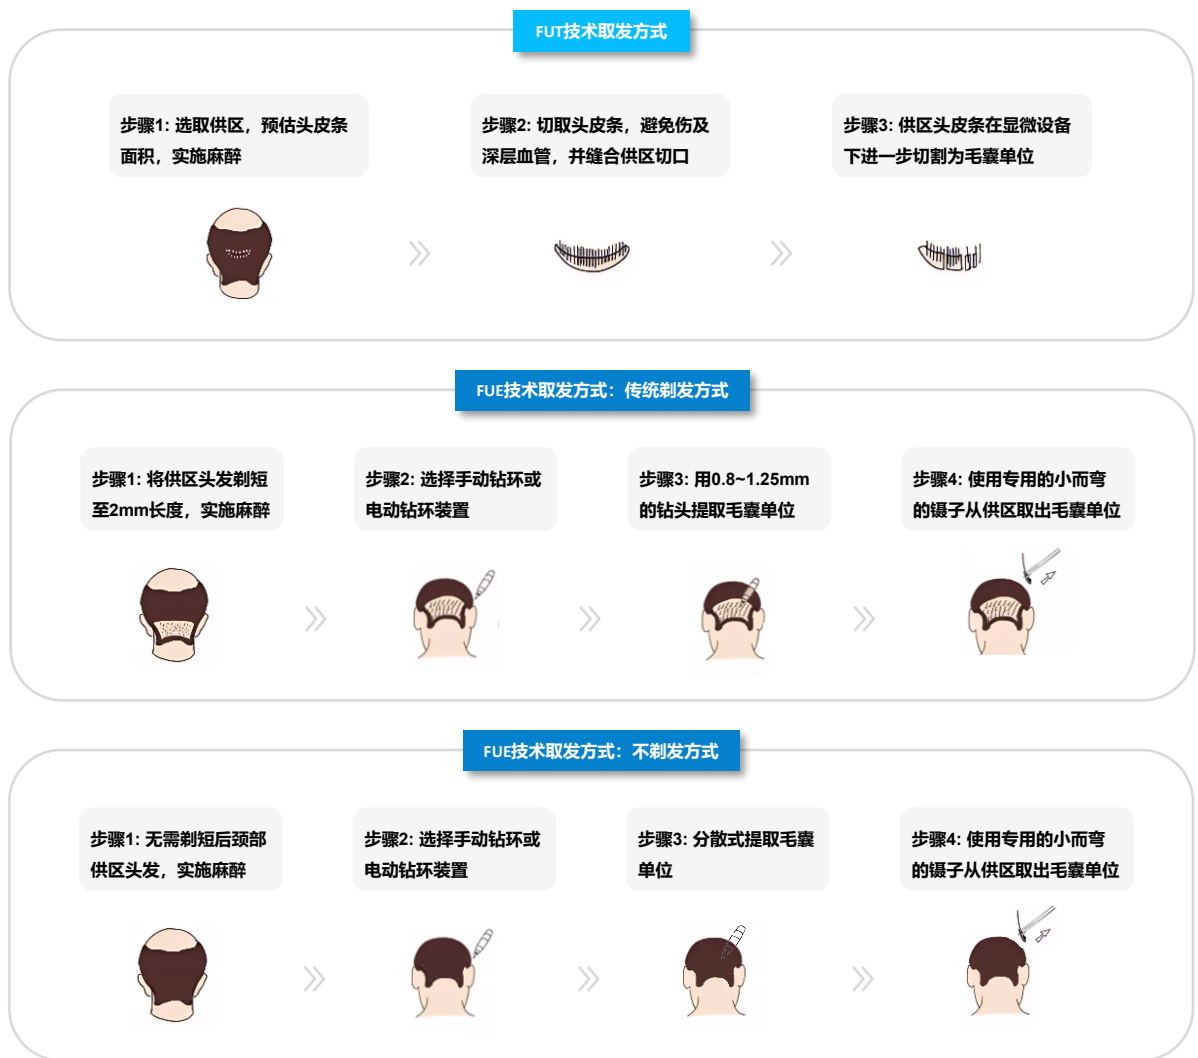 FUT技术取发方式
步骤1: 选取供区，预估头皮条
面积，实施麻醉
步骤2: 切取头皮条，避免伤及
深层血管，并缝合供区切口
步骤3: 供区头皮条在显微设备
下进一步切割为毛囊单位
FUE技术取发方式：传统剃发方式
步骤1: 将供区头发剃短
至2mm长度，实施麻醉
步骤2: 选择手动钻环或
电动钻环装置
步骤3: 用0.8~1.25mm
的钻头提取毛囊单位
步骤4: 使用专用的小而弯
的镊子从供区取出毛囊单位
FUE技术取发方式：不剃发方式
步骤1: 无需剃短后颈部
供区头发，实施麻醉
步骤2: 选择手动钻环或
电动钻环装置
步骤3: 分散式提取毛囊
单位
步骤4: 使用专用的小而弯
的镊子从供区取出毛囊单位